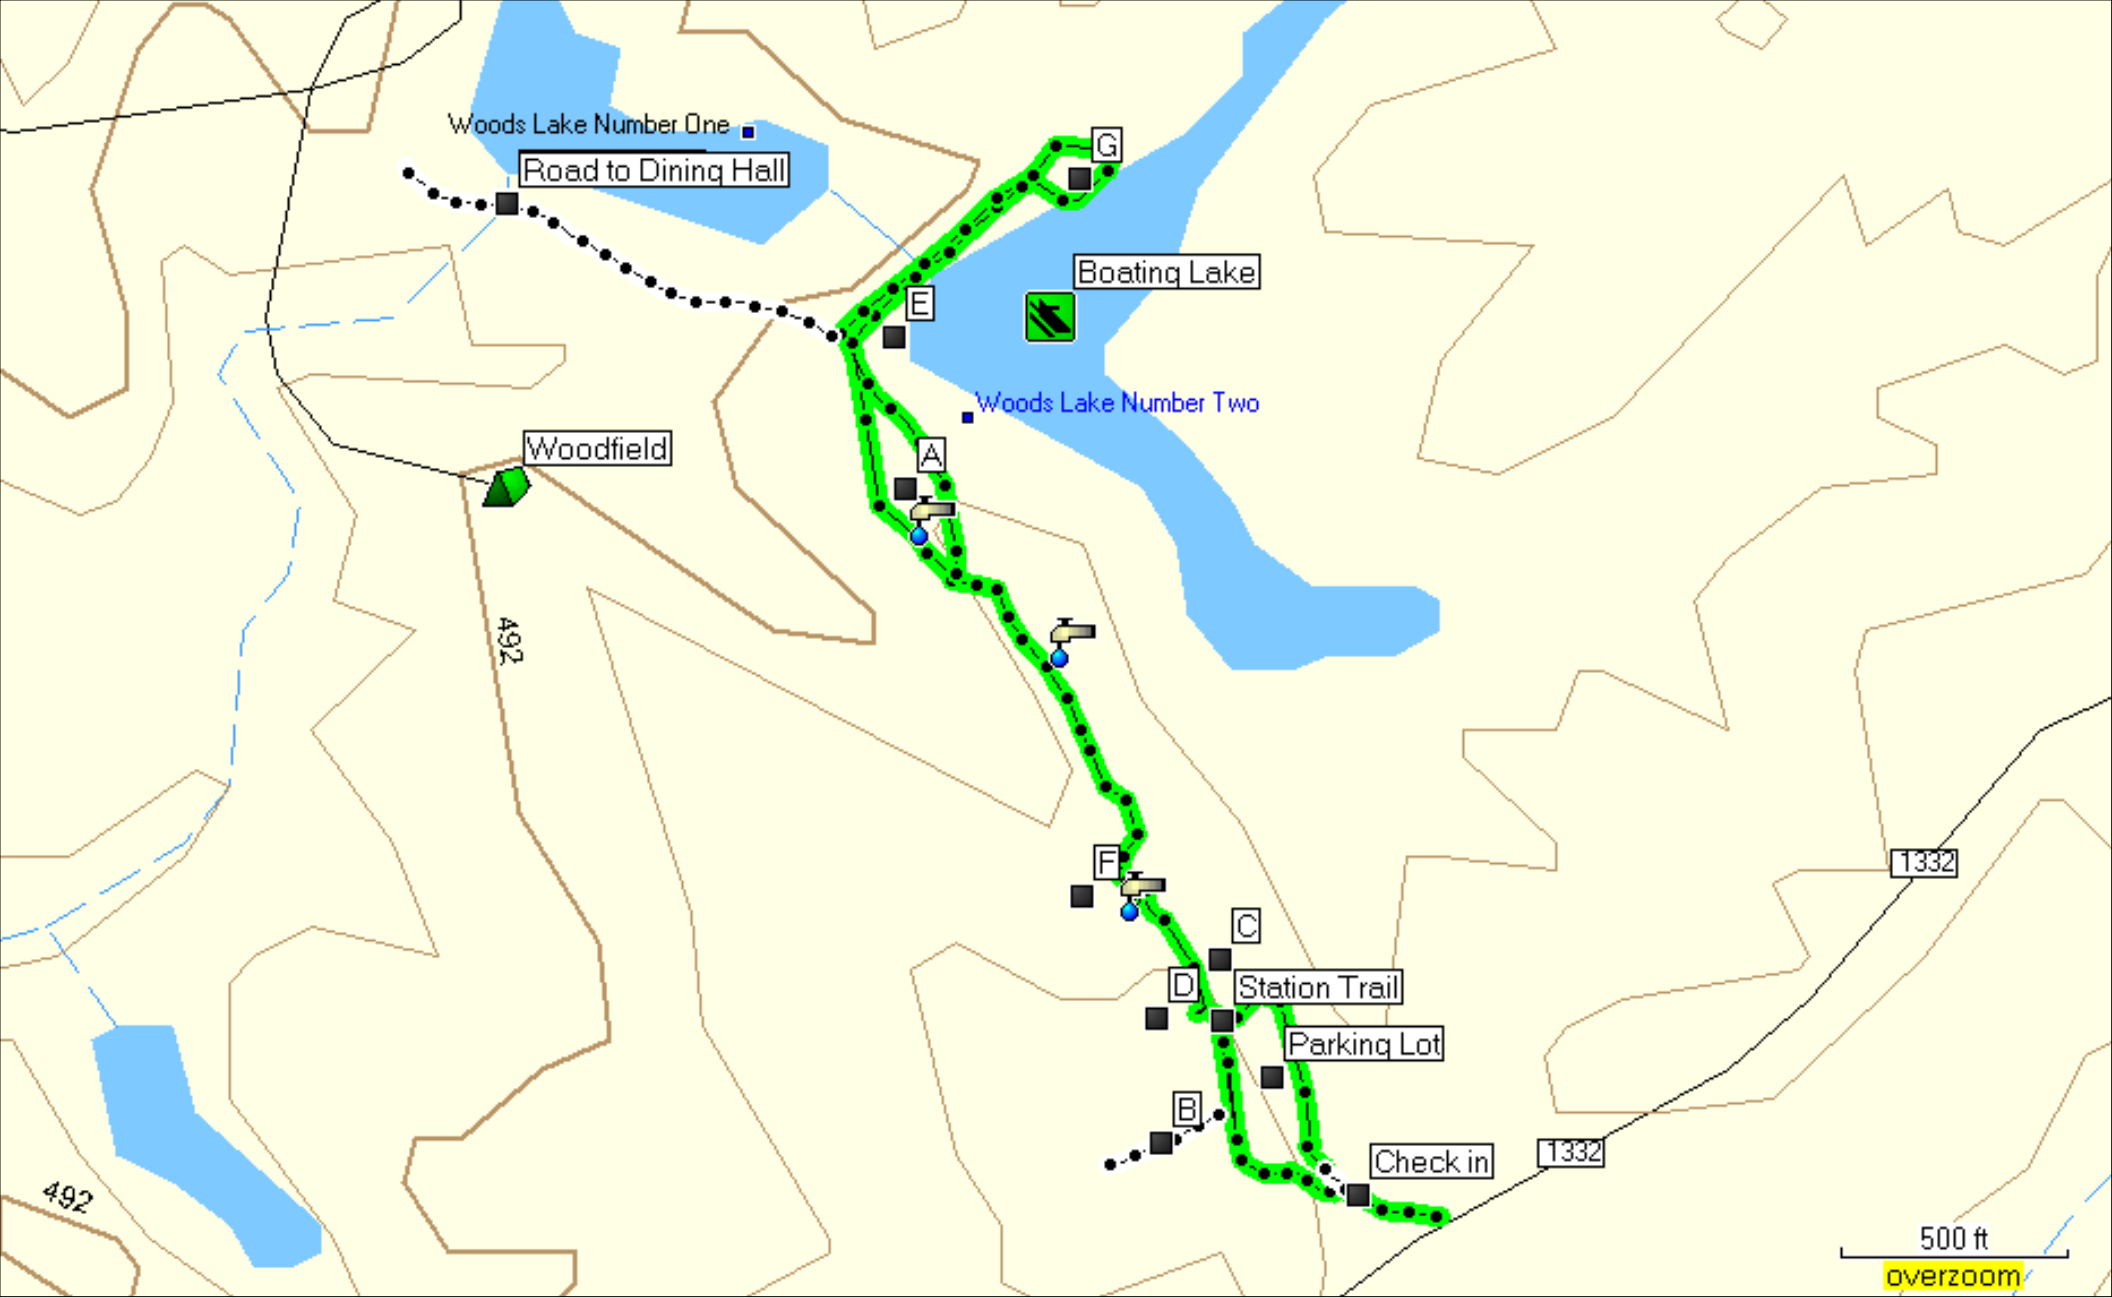 Woods Lake Number One
Road to Dining Hall
G
Boating Lake
E
Woods Lake Number Two
Woodfield
A
492
F
1332
C
D
Station Trail
Parking Lot
B
Check in
1332
492
500 ft
overzoom